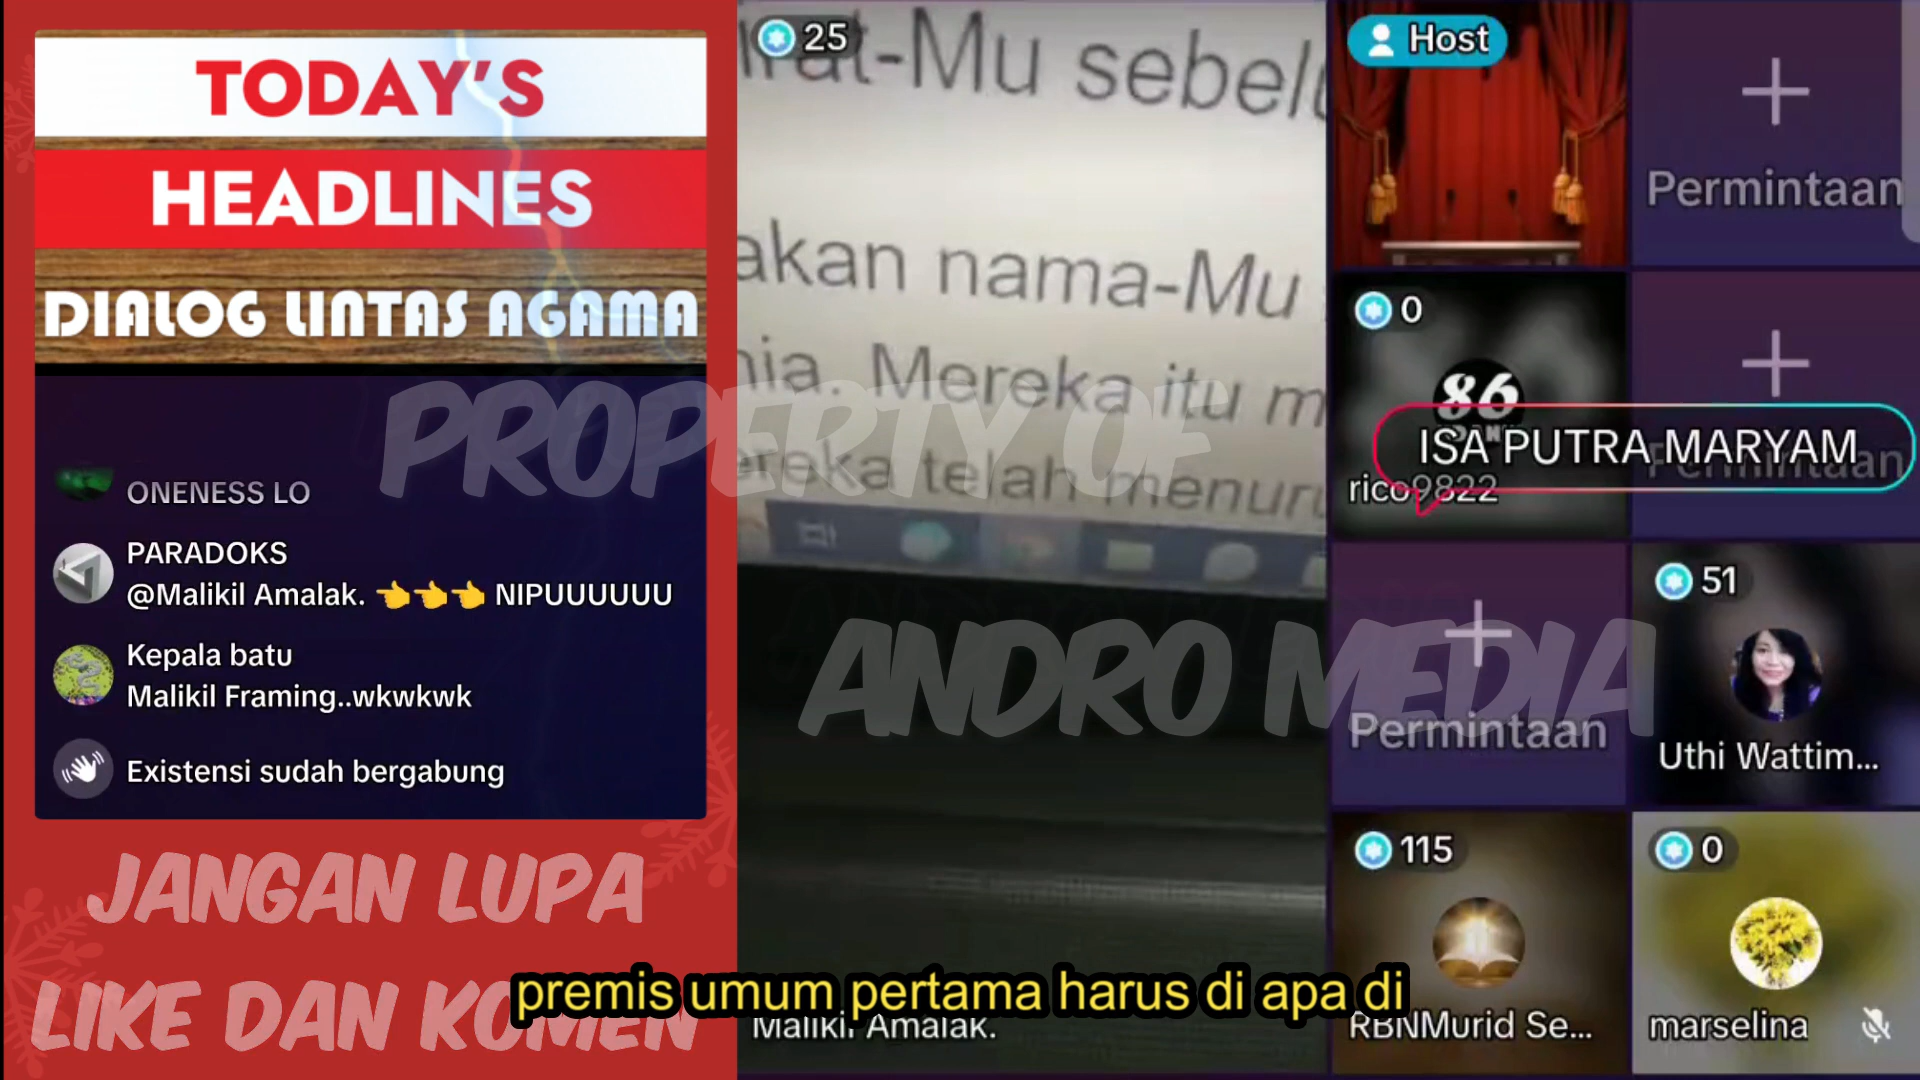 TODAY'S
HEADLINES
DIALOG LINTAS AGAMA
ONENESS LO
PARADOKS
@Malikil Amalak. 👈👈👈 NIPUUUUUU
Kepala batu
Malikil Framing..wkwkwk
Existensi sudah bergabung
JANGAN LUPA
LIKE DAN KOMEN
25
-Mu
akan nama-Mu
Mereka itu m
telah
PROPERTY OF
ANDRO MEDIA
Malikil Amalak.
Host
Permintaan
0
86
rico9822
ISA PUTRA MARYAM
Permintaan
Permintaan
51
Uthi Wattim...
115
RBNMurid Se...
0
marselina
premis umum pertama harus di apa di